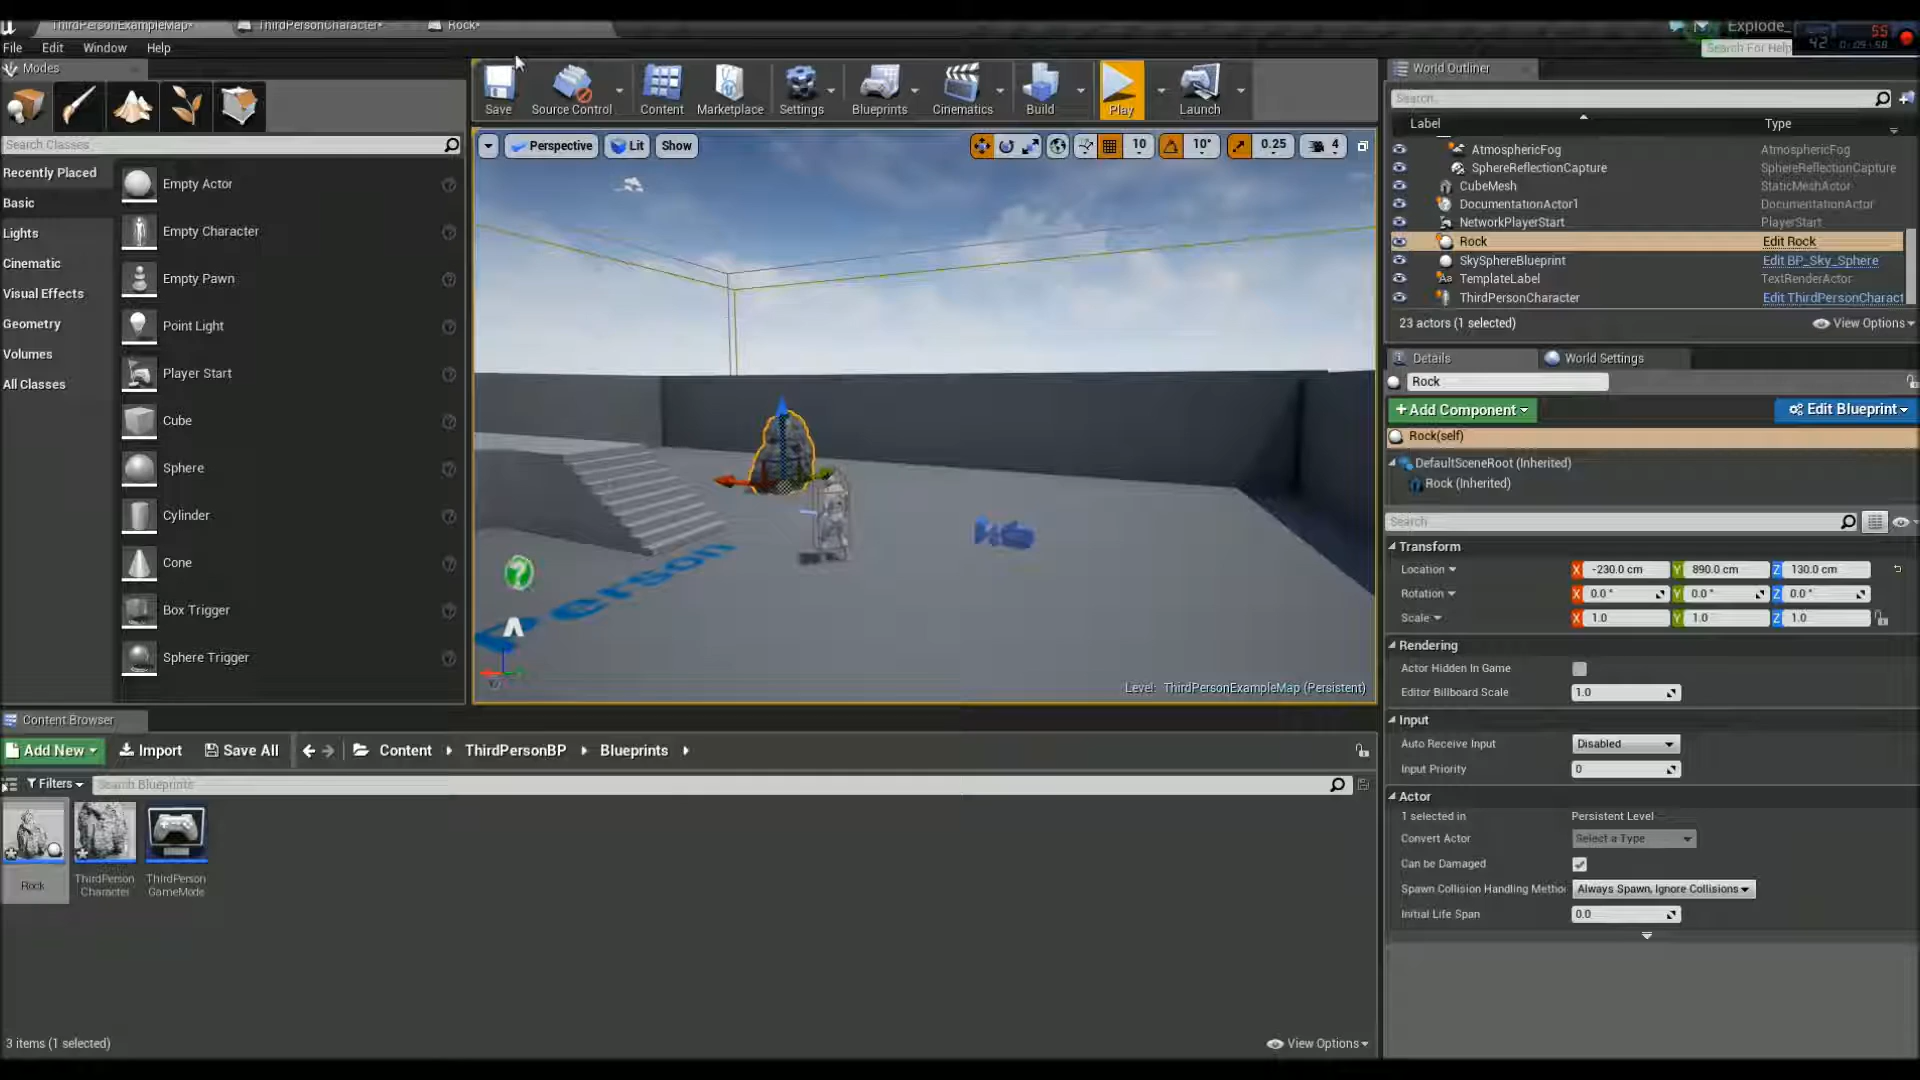 ThirdPersonExampleMap*
ThirdPersonCharacter*
Rock*
Explode_
55
42
File
Edit
Window
Help
Search For Help
Modes
Save
Source Control
Content
Marketplace
Settings
Blueprints
Cinematics
Build
Play
Launch
World Outliner
Search...
Label
Type
Search Classes
Perspective
Lit
Show
10
10°
0.25
4
Recently Placed
Basic
Lights
Cinematic
Visual Effects
Geometry
Volumes
All Classes
Empty Actor
Empty Character
Empty Pawn
Point Light
Player Start
Cube
Sphere
Cylinder
Cone
Box Trigger
Sphere Trigger
erson
Level: ThirdPersonExampleMap (Persistent)
AtmosphericFog AtmosphericFog
SphereReflectionCapture SphereReflectionCapture
CubeMesh StaticMeshActor
DocumentationActor1 DocumentationActor
NetworkPlayerStart PlayerStart
Rock Edit Rock
SkySphereBlueprint Edit BP_Sky_Sphere
TemplateLabel TextRenderActor
ThirdPersonCharacter Edit ThirdPersonCharact
23 actors (1 selected)
View Options
Details
World Settings
Rock
+Add Component
Edit Blueprint
Rock(self)
DefaultSceneRoot (Inherited)
Rock (Inherited)
Search
Transform
Location X -230.0 cm Y 890.0 cm Z 130.0 cm
Rotation X 0.0 ° Y 0.0 ° Z 0.0 °
Scale X 1.0 Y 1.0 Z 1.0
Rendering
Actor Hidden In Game
Editor Billboard Scale 1.0
Input
Auto Receive Input Disabled
Input Priority 0
Actor
1 selected in Persistent Level
Convert Actor Select a Type
Can be Damaged
Spawn Collision Handling Metho Always Spawn, Ignore Collisions
Initial Life Span 0.0
Content Browser
Add New
Import
Save All
Content
ThirdPersonBP
Blueprints
Filters
Search Blueprints
Rock
ThirdPerson
Character
ThirdPerson
GameMode
3 items (1 selected)
View Options